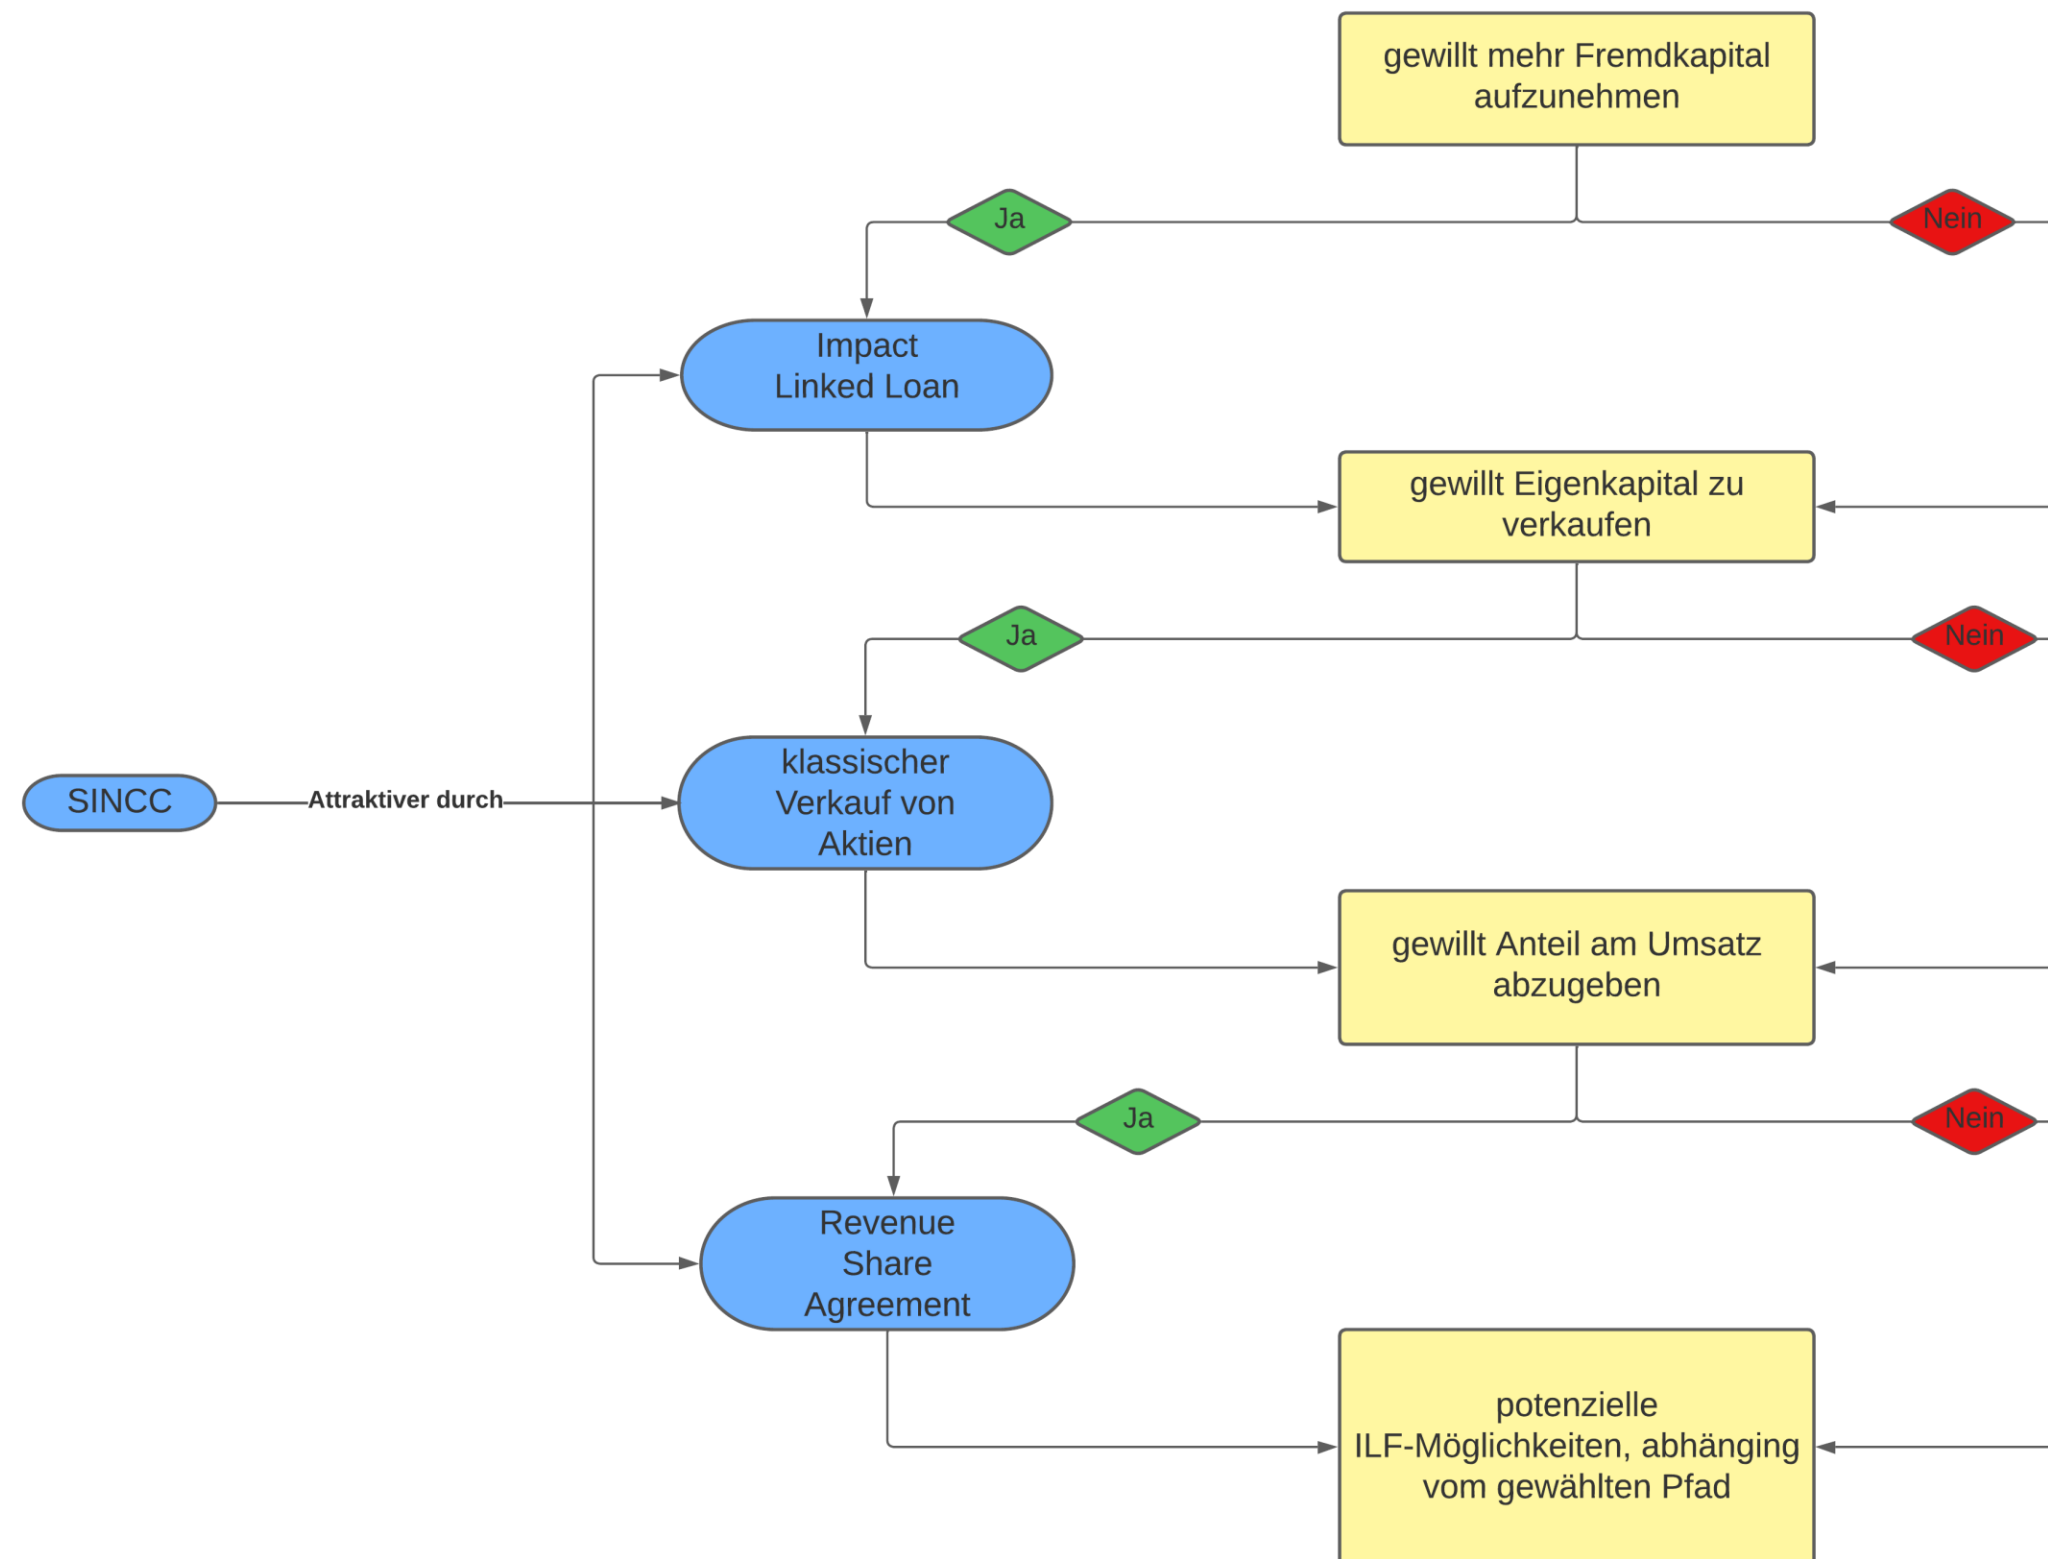 gewillt mehr Fremdkapital
aufzunehmen
Ja
Nein
Impact
Linked Loan
gewillt Eigenkapital zu
verkaufen
Ja
Nein
klassischer
Verkauf von
Aktien
SINCC
Attraktiver durch
gewillt Anteil am Umsatz
abzugeben
Ja
Nein
Revenue
Share
Agreement
potenzielle
ILF-Möglichkeiten, abhänging
vom gewählten Pfad